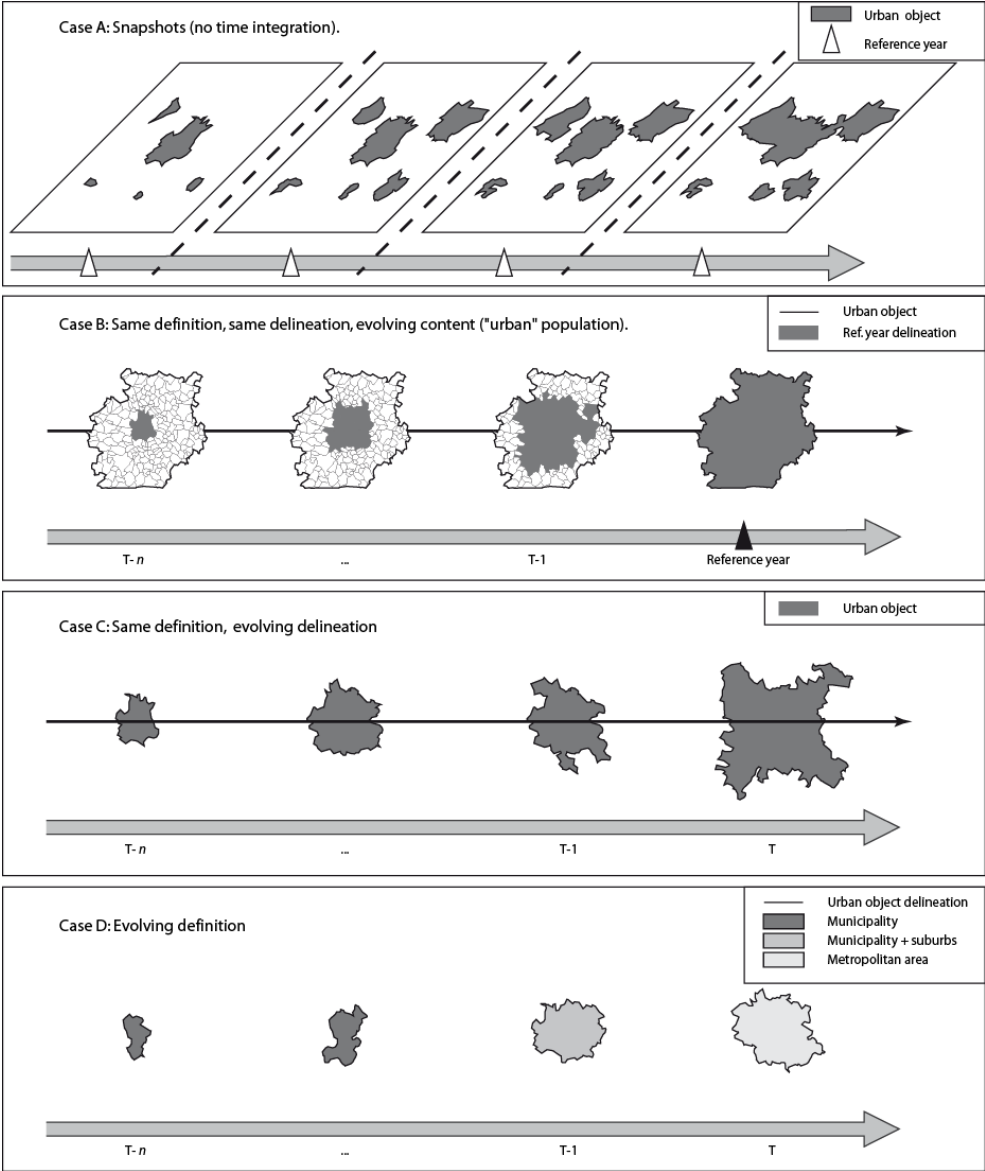 Case A: Snapshots (no time integration).
Urban object
Reference year
Case B: Same definition, same delineation, evolving content ("urban" population).
Urban object
Ref. year delineation
T- n
...
T-1
Reference year
Case C: Same definition, evolving delineation
Urban object
T- n
...
T-1
T
Case D: Evolving definition
Urban object delineation
Municipality
Municipality + suburbs
Metropolitan area
T- n
...
T-1
T